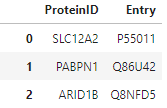 ProteinID Entry
0 SLC12A2 P55011
1 PABPN1 Q86U42
2 ARID1B Q8NFD5